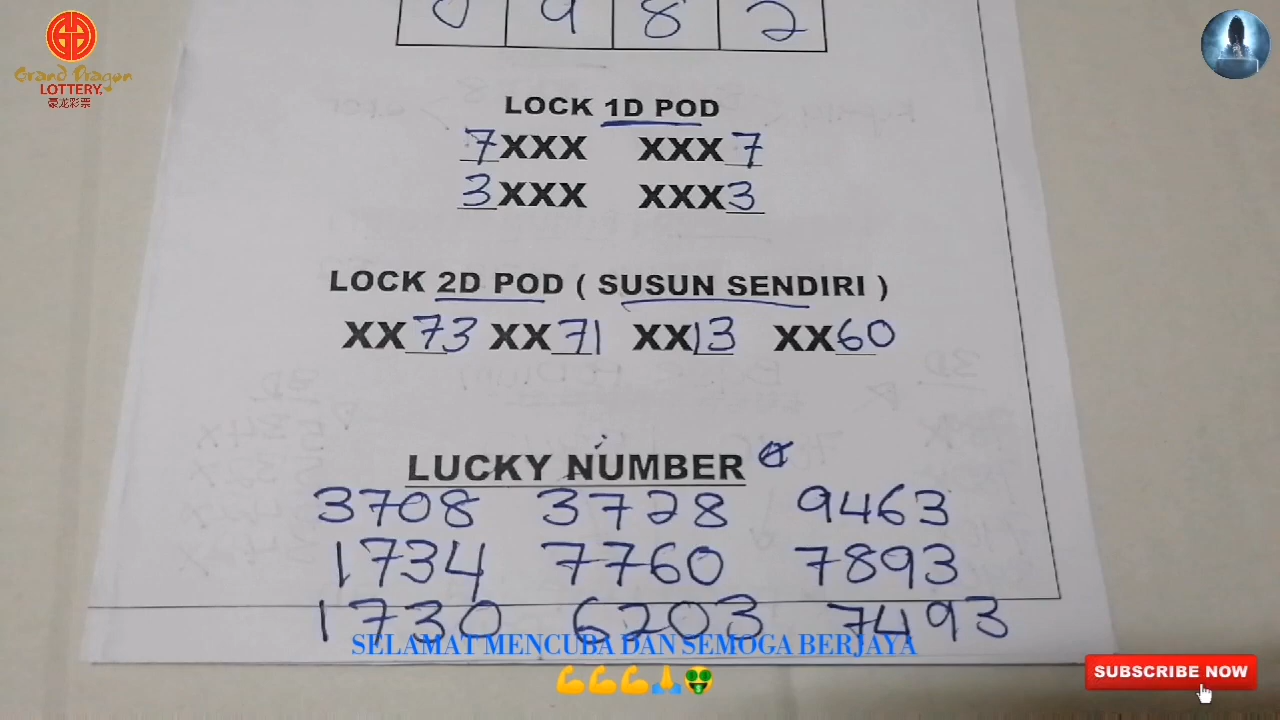 0 9 8 2
Grand Dragon
LOTTERY
豪龙彩票
LOCK 1D POD
7XXX XXX7
3XXX XXX3
LOCK 2D POD ( SUSUN SENDIRI )
XX73 XX71 XX13 XX60
LUCKY NUMBER
3708 3728 9463
1734 7760 7893
1730 6203 7493
SELAMAT MENCUBA DAN SEMOGA BERJAYA
💪💪💪🙏🤑
SUBSCRIBE NOW